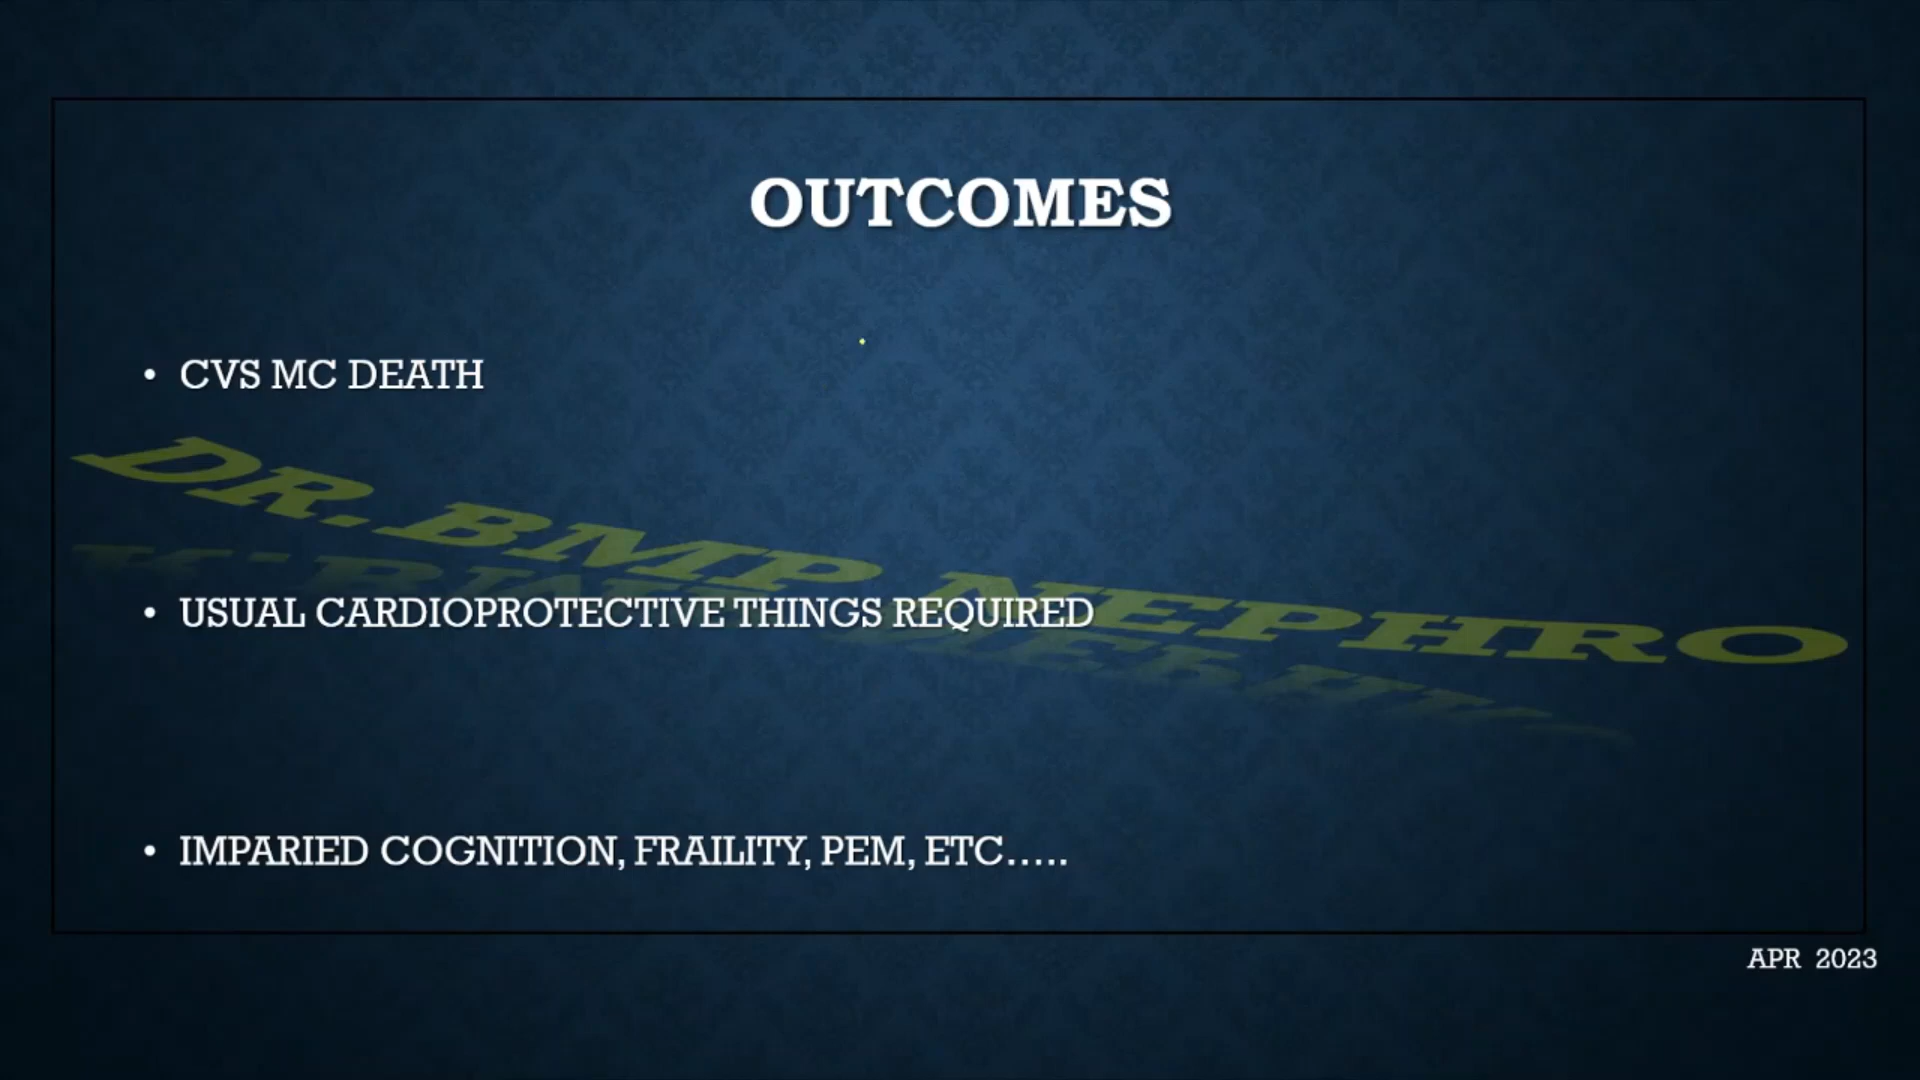 OUTCOMES
• CVS MC DEATH
DR. BMP NEPHRO
• USUAL CARDIOPROTECTIVE THINGS REQUIRED
• IMPARIED COGNITION, FRAILITY, PEM, ETC.....
APR 2023